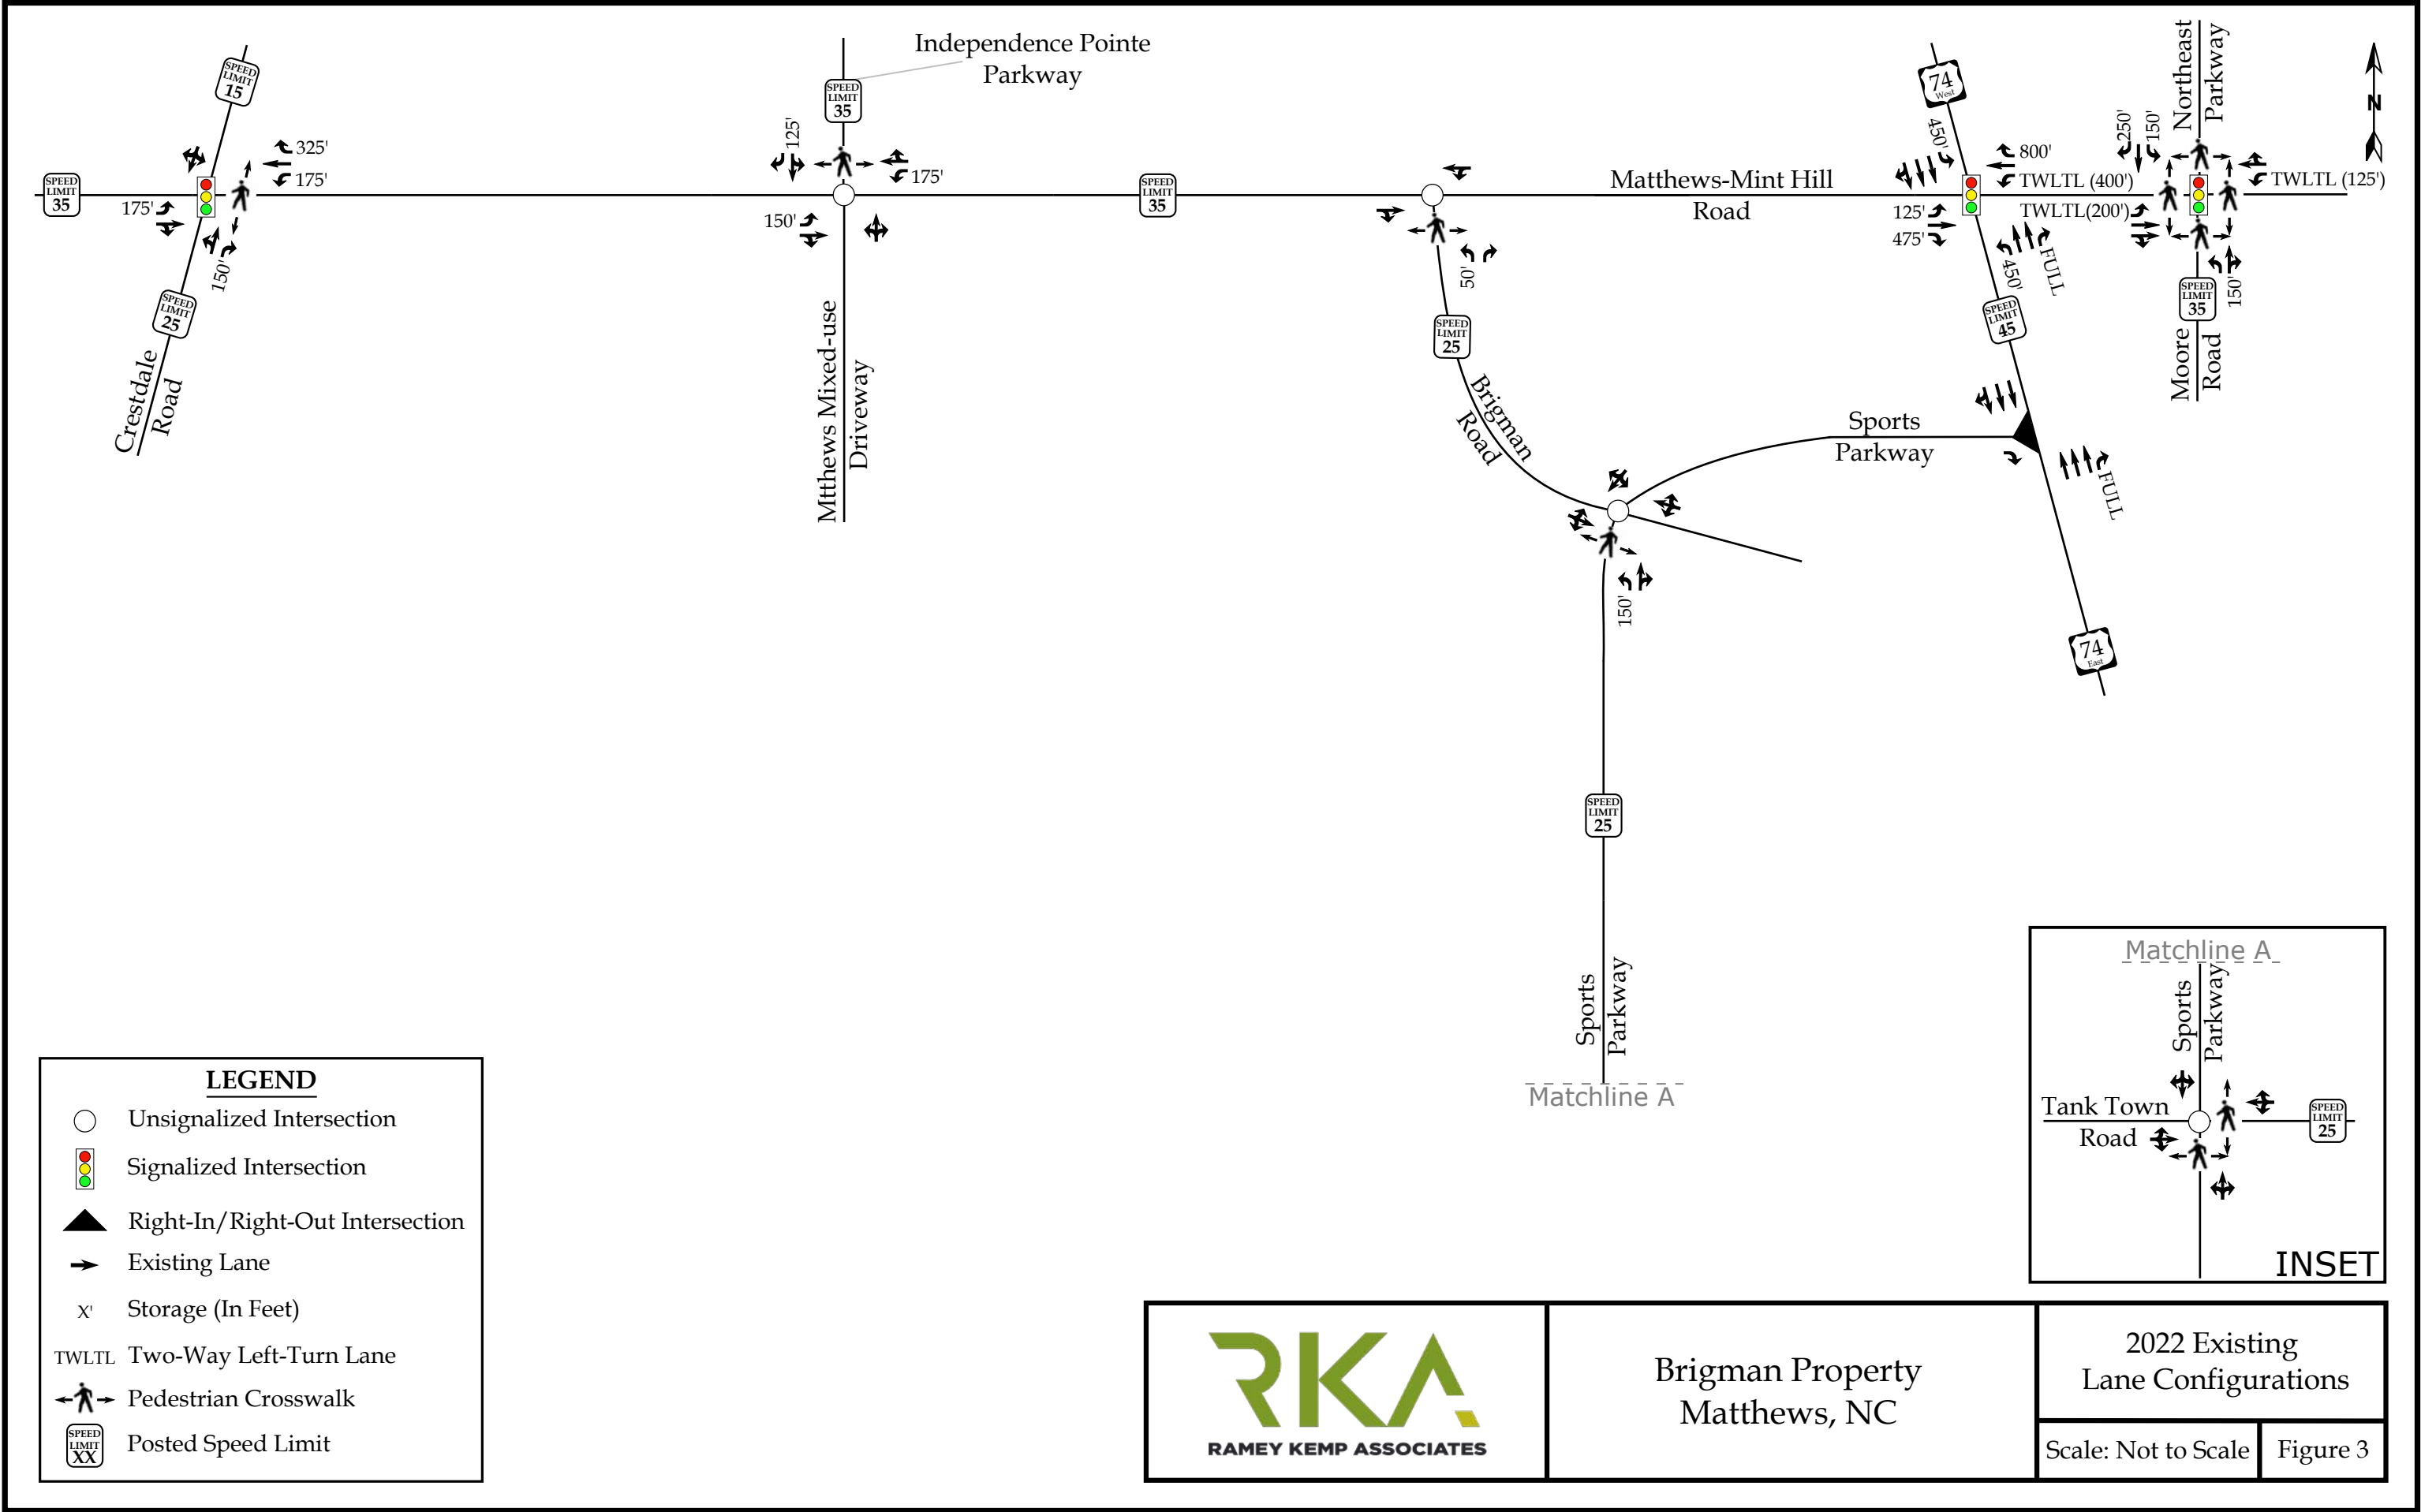 Independence Pointe
Parkway
SPEED
LIMIT
15
SPEED
LIMIT
35
74
West
Northeast
Parkway
N
325'
175'
SPEED
LIMIT
35
175'
150'
SPEED
LIMIT
25
Crestdale
Road
125'
175'
150'
Mtthews Mixed-use
Driveway
SPEED
LIMIT
35
50'
SPEED
LIMIT
25
Brigman
Road
Matthews-Mint Hill
Road
450'
800'
TWLTL (400')
125'
475'
450'
FULL
SPEED
LIMIT
45
250'
150'
TWLTL (125')
TWLTL(200')
150'
SPEED
LIMIT
35
Moore
Road
Sports
Parkway
FULL
74
East
150'
SPEED
LIMIT
25
Sports
Parkway
Matchline A
Matchline A
Sports
Parkway
Tank Town
Road
SPEED
LIMIT
25
INSET
LEGEND
Unsignalized Intersection
Signalized Intersection
Right-In/Right-Out Intersection
Existing Lane
X' Storage (In Feet)
TWLTL Two-Way Left-Turn Lane
Pedestrian Crosswalk
SPEED
LIMIT
XX
Posted Speed Limit
RKA
RAMEY KEMP ASSOCIATES
Brigman Property
Matthews, NC
2022 Existing
Lane Configurations
Scale: Not to Scale
Figure 3